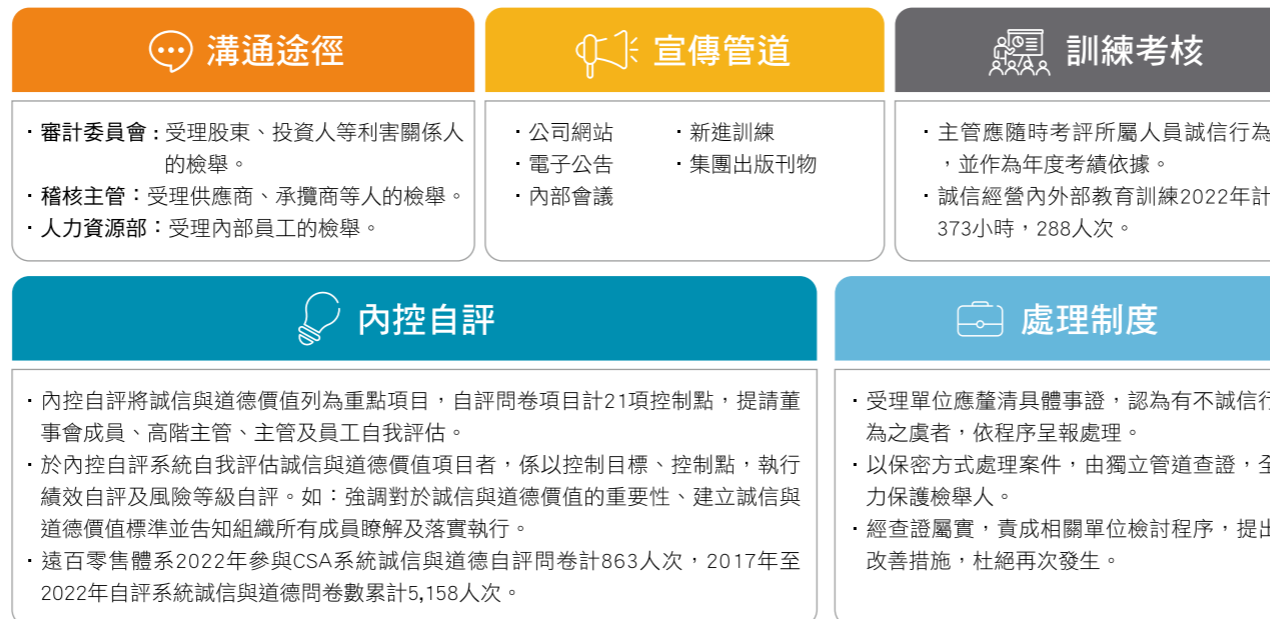 溝通途徑
・審計委員會：受理股東、投資人等利害關係人
的檢舉。
・稽核主管：受理供應商、承攬商等人的檢舉。
・人力資源部：受理內部員工的檢舉。
宣傳管道
・公司網站
・電子公告
・內部會議
・新進訓練
・集團出版刊物
訓練考核
・主管應隨時考評所屬人員誠信行為
，並作為年度考績依據。
・誠信經營內外部教育訓練2022年計
373小時，288人次。
內控自評
・內控自評將誠信與道德價值列為重點項目，自評問卷項目計21項控制點，提請董
事會成員、高階主管、主管及員工自我評估。
・於內控自評系統自我評估誠信與道德價值項目者，係以控制目標、控制點，執行
績效自評及風險等級自評。如：強調對於誠信與道德價值的重要性、建立誠信與
道德價值標準並告知組織所有成員瞭解及落實執行。
・遠百零售體系2022年參與CSA系統誠信與道德自評問卷計863人次，2017年至
2022年自評系統誠信與道德問卷數累計5,158人次。
處理制度
・受理單位應釐清具體事證，認為有不誠信行
為之虞者，依程序呈報處理。
・以保密方式處理案件，由獨立管道查證，全
力保護檢舉人。
・經查證屬實，責成相關單位檢討程序，提出
改善措施，杜絕再次發生。